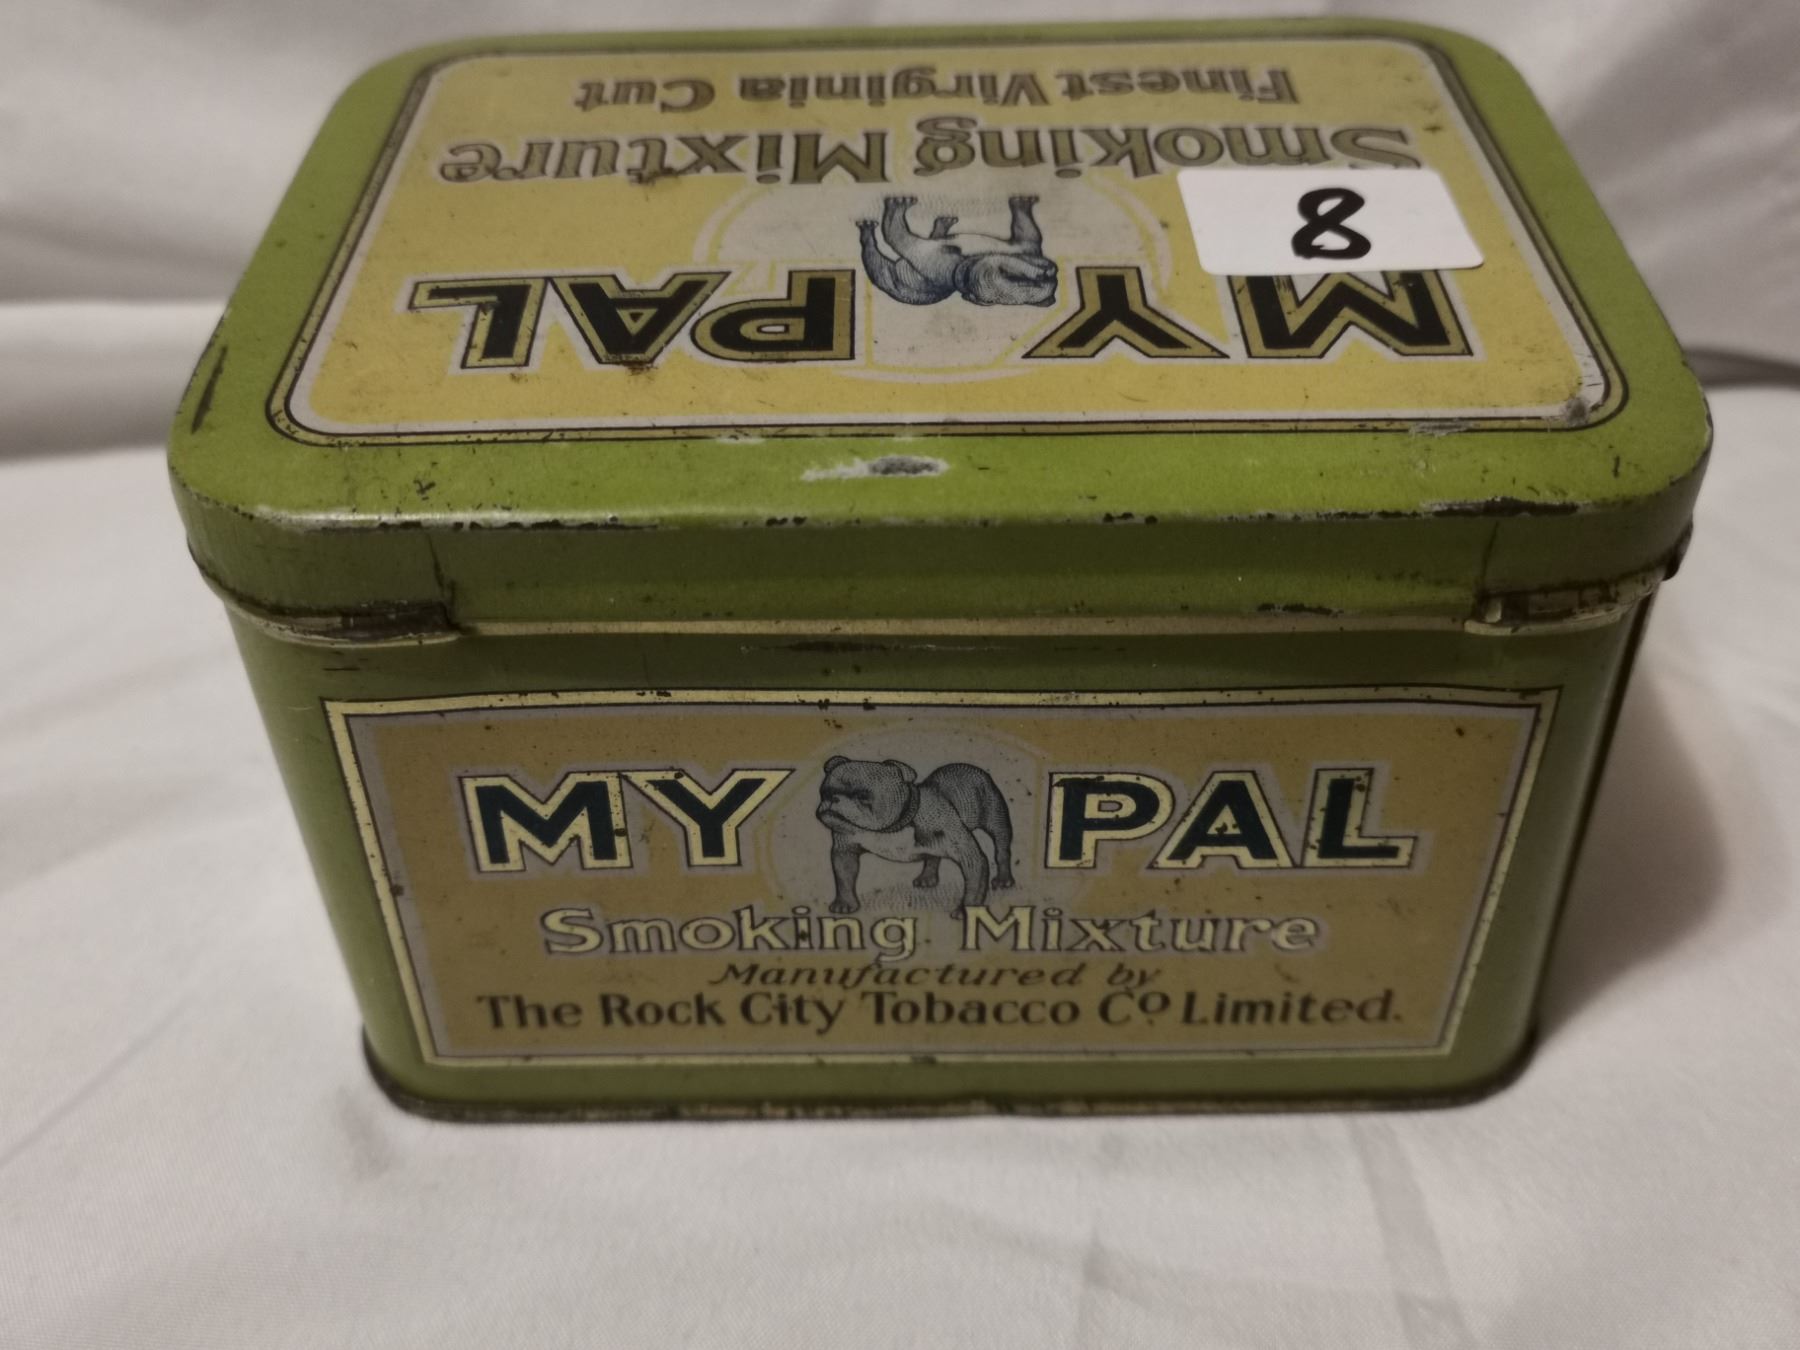 Finest Virginia Cut
Smoking Mixture
8
MY PAL
MY PAL
Smoking Mixture
Manufactured by
The Rock City Tobacco Co Limited.